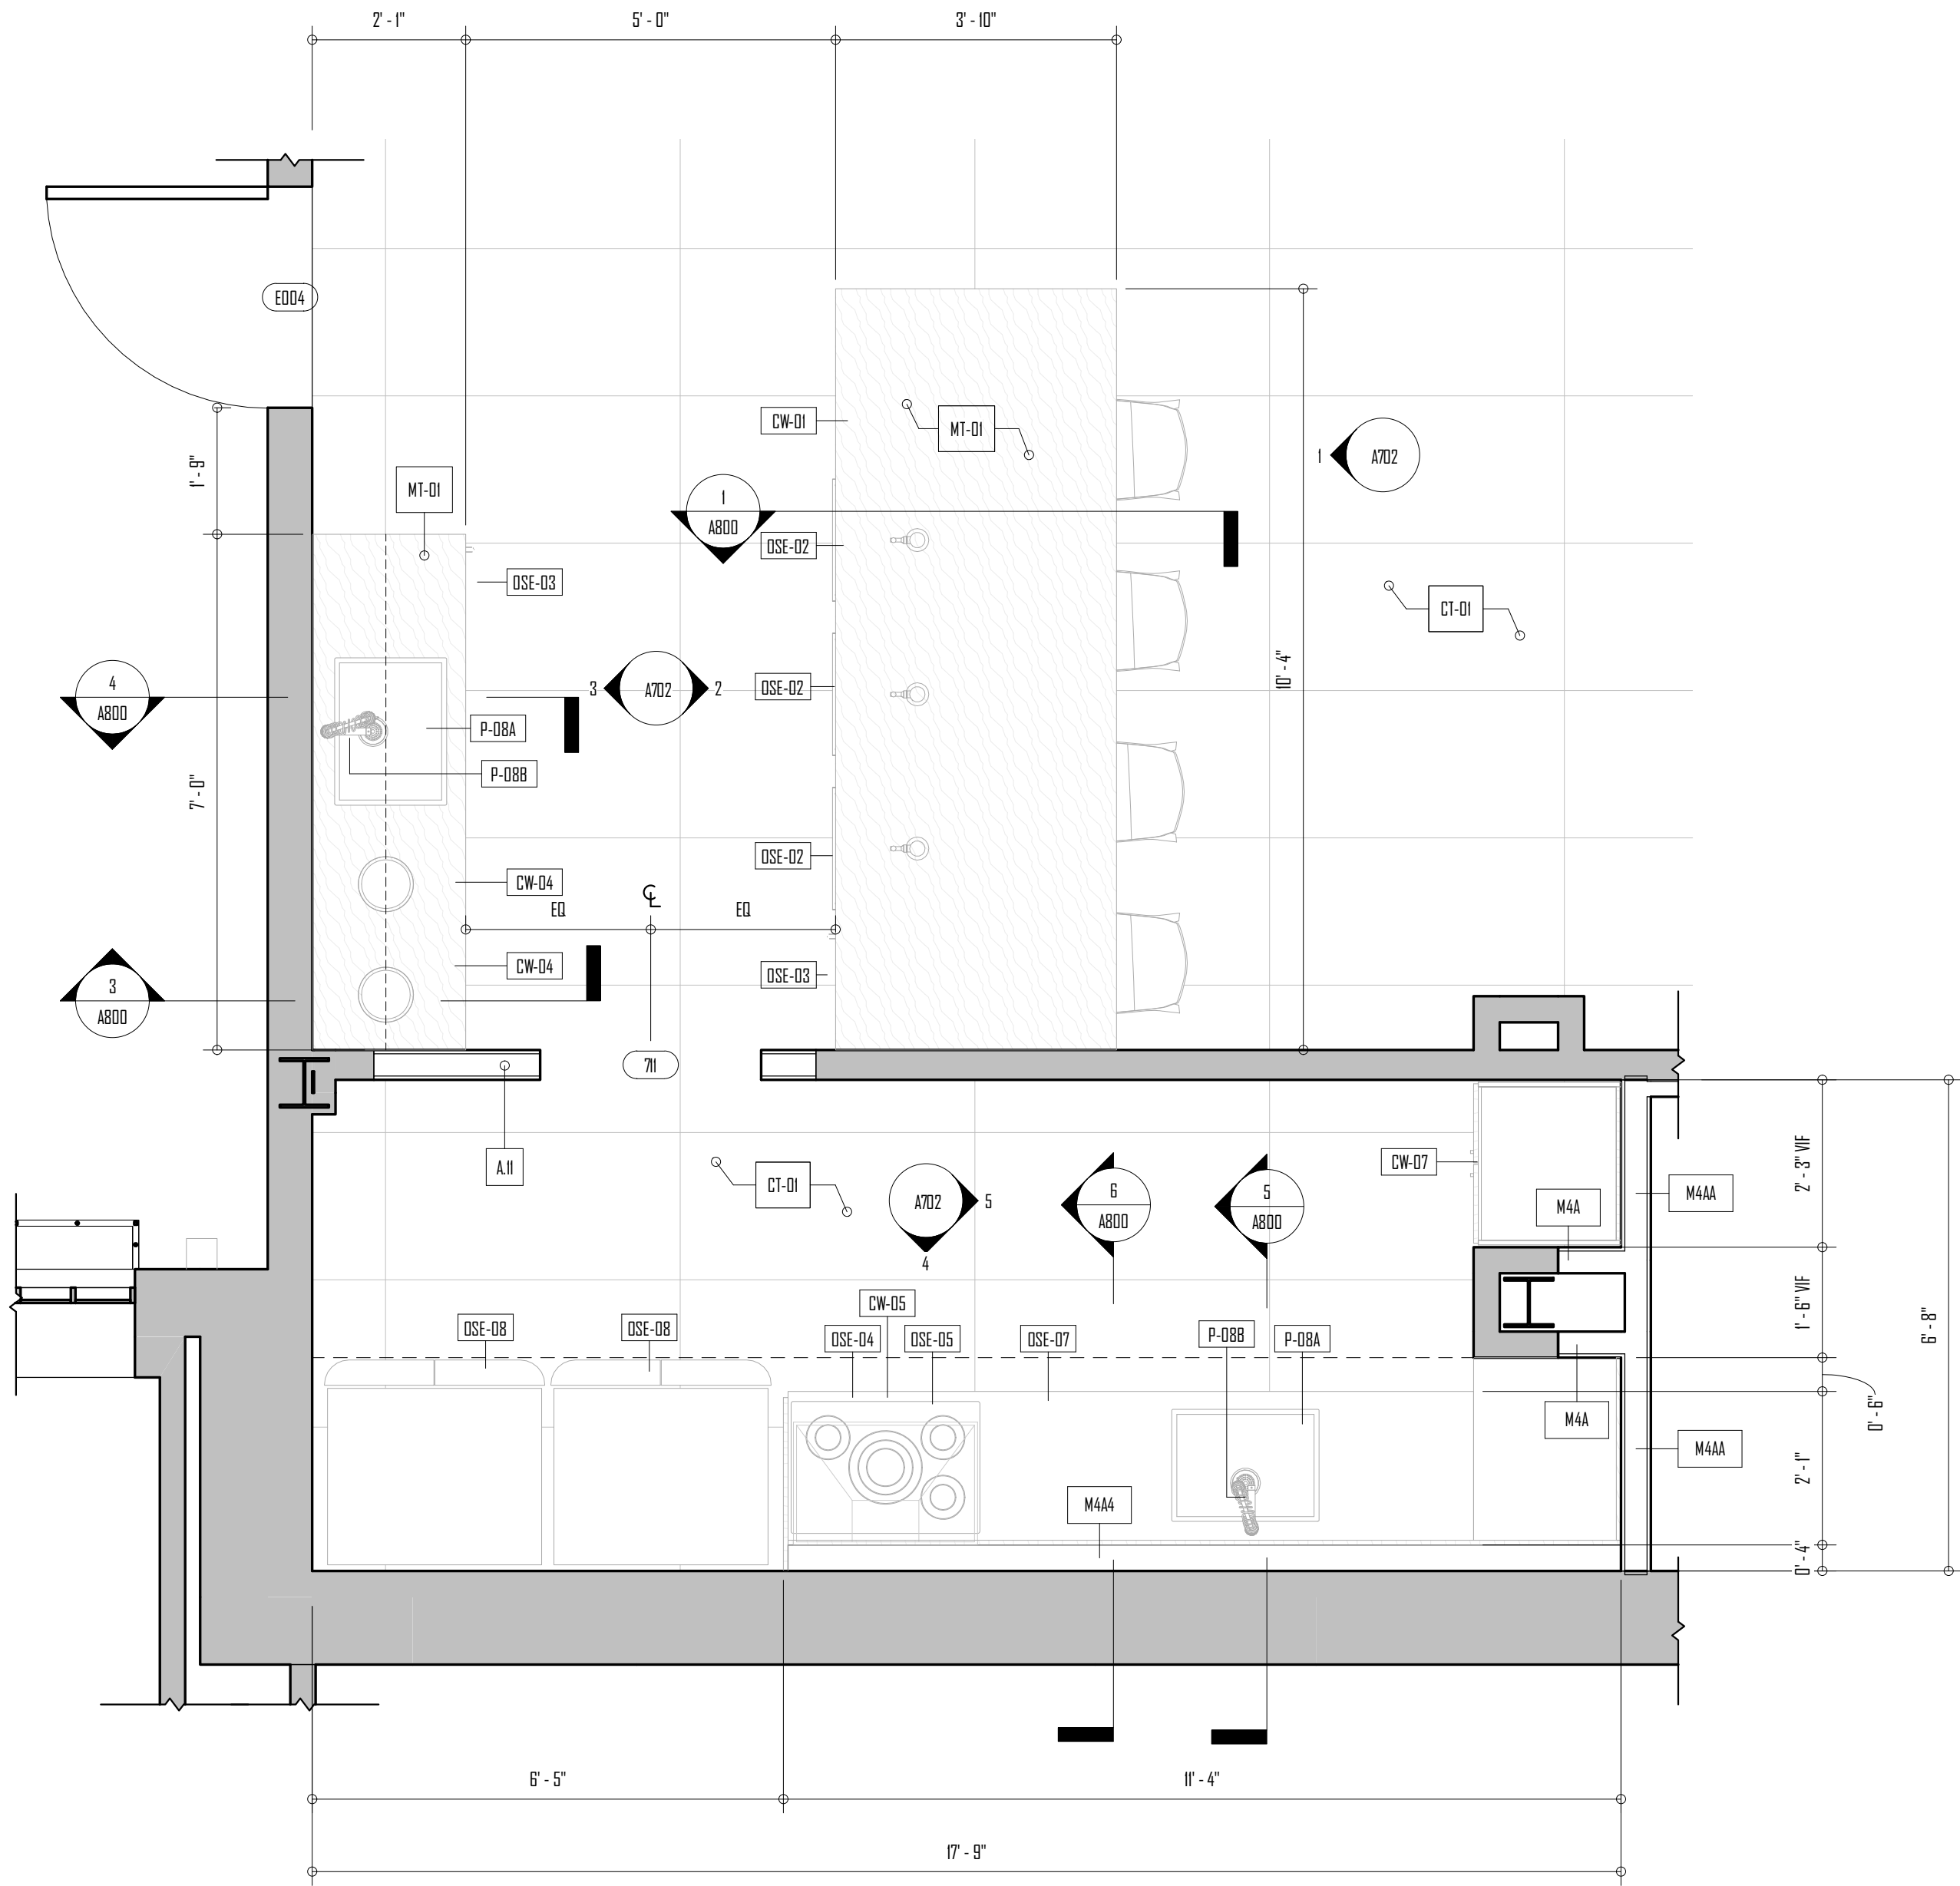 2' - 1" 5' - 0" 3' - 10"
E004
1' - 9"
CW-01
MT-01
1 A702
MT-01
1
A800
OSE-02
OSE-03
CT-01
10' - 4"
4
A800
3 A702 2
OSE-02
P-08A
P-08B
7' - 0"
OSE-02
CW-04
EQ
℄
EQ
CW-04
OSE-03
3
A800
711
A.11
CT-01
A702 5
4
6
A800
5
A800
CW-07
M4A
M4AA
2' - 3" VIF
1' - 6" VIF
6' - 8"
OSE-08
OSE-08
CW-05
OSE-04
OSE-05
OSE-07
P-08B
P-08A
M4A
0' - 6"
M4AA
2' - 1"
M4A4
0' - 4"
6' - 5"
11' - 4"
17' - 9"